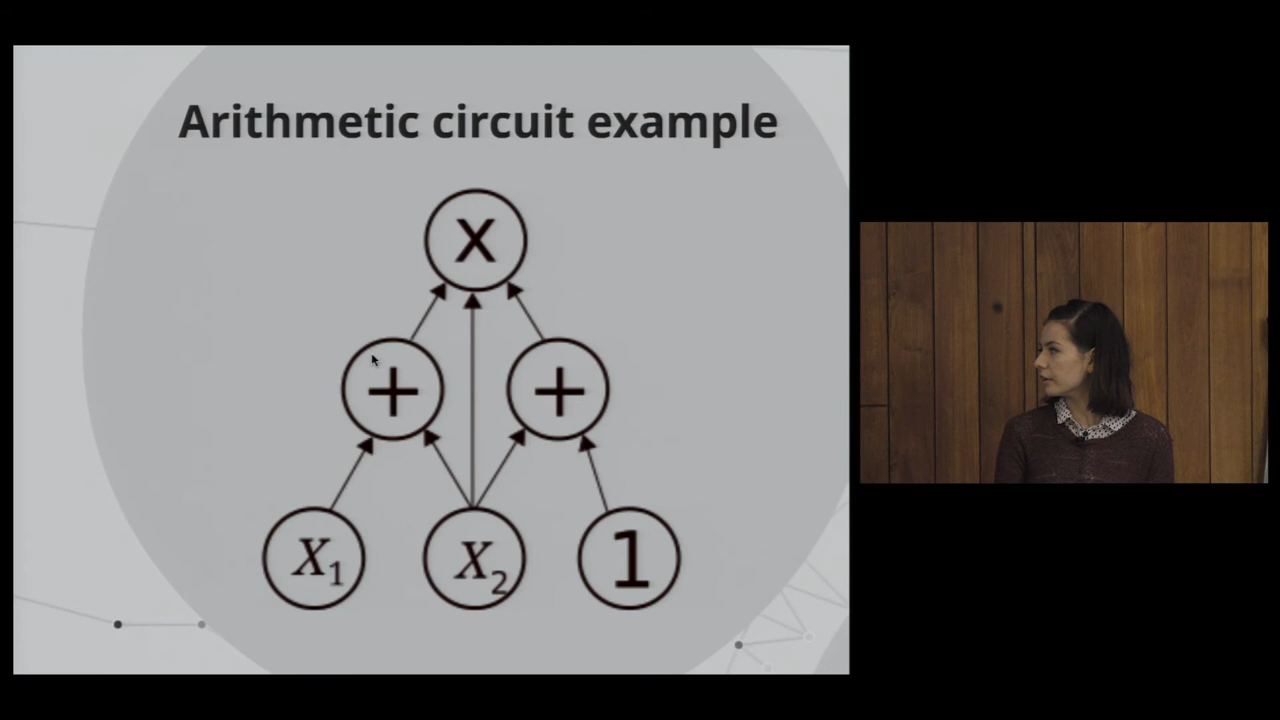 Arithmetic circuit example
X
+ +
X₁ X₂ 1